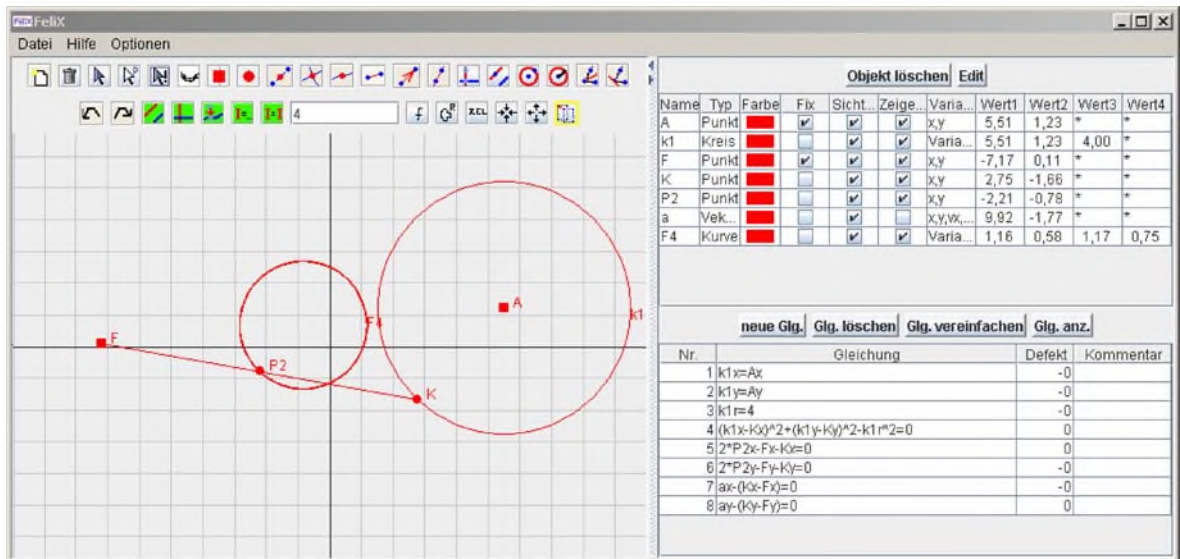 FeliX FeliX
Datei Hilfe Optionen
4
REL
F
P2
K
A
F4
k1
Objekt löschen Edit
Name Typ Farbe Fix Sicht... Zeige... Varia... Wert1 Wert2 Wert3 Wert4
A Punkt x,y 5,51 1,23 * *
k1 Kreis Varia... 5,51 1,23 4,00 *
F Punkt x,y -7,17 0,11 * *
K Punkt x,y 2,75 -1,66 * *
P2 Punkt x,y -2,21 -0,78 * *
a Vek... x,y,vx,... 9,92 -1,77 * *
F4 Kurve Varia... 1,16 0,58 1,17 0,75
neue Glg. Glg. löschen Glg. vereinfachen Glg. anz.
Nr. Gleichung Defekt Kommentar
1 k1x=Ax -0
2 k1y=Ay -0
3 k1r=4 -0
4 (k1x-Kx)^2+(k1y-Ky)^2-k1r^2=0 0
5 2*P2x-Fx-Kx=0 0
6 2*P2y-Fy-Ky=0 -0
7 ax-(Kx-Fx)=0 -0
8 ay-(Ky-Fy)=0 0